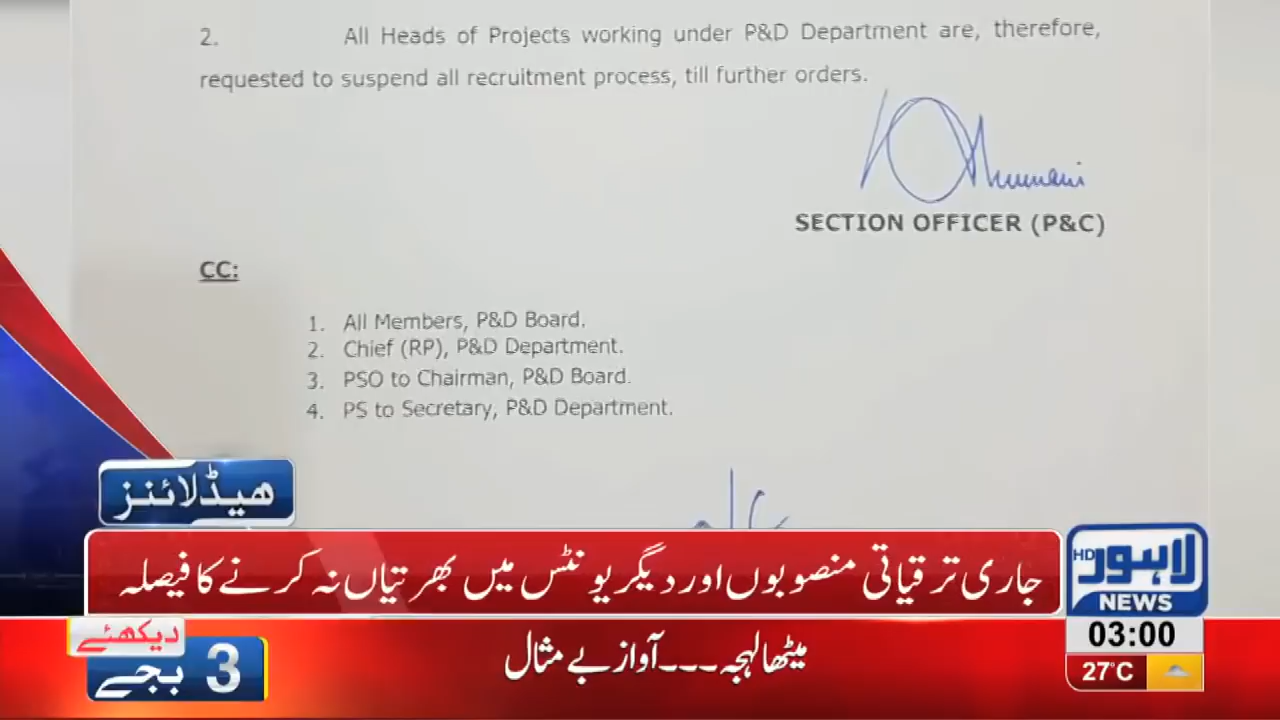 2. All Heads of Projects working under P&D Department are, therefore,
requested to suspend all recruitment process, till further orders.
SECTION OFFICER (P&C)
CC:
1. All Members, P&D Board.
2. Chief (RP), P&D Department.
3. PSO to Chairman, P&D Board.
4. PS to Secretary, P&D Department.
ہیڈلائنز
جاری ترقیاتی منصوبوں اور دیگر یونٹس میں بھرتیاں نہ کرنے کا فیصلہ
لاہور HD
NEWS
03:00
27°C
دیکھئے
3 بجے
میٹھا لہجہ ۔۔۔ آواز بے مثال